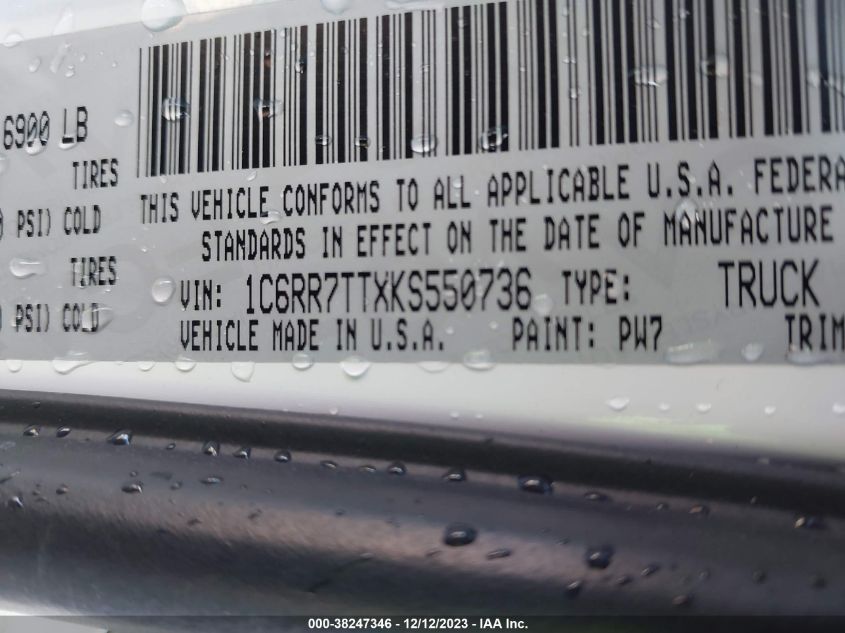 6900 LB
TIRES
PSI) COLD
TIRES
PSI) COLD
THIS VEHICLE CONFORMS TO ALL APPLICABLE U.S.A. FEDERA
STANDARDS IN EFFECT ON THE DATE OF MANUFACTURE
VIN: 1C6RR7TTXKS550736 TYPE: TRUCK
VEHICLE MADE IN U.S.A. PAINT: PW7 TRIM
000-38247346 - 12/12/2023 - IAA Inc.